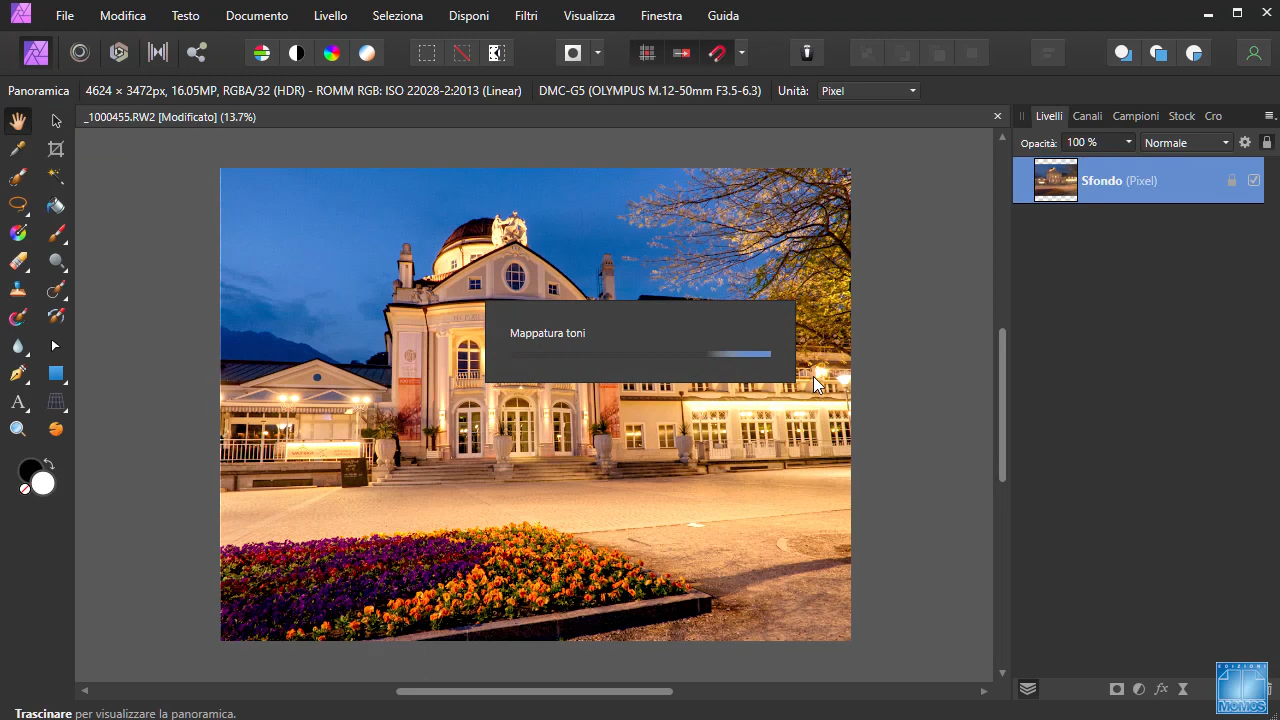 File Modifica Testo Documento Livello Seleziona Disponi Filtri Visualizza Finestra Guida
Panoramica 4624 × 3472px, 16.05MP, RGBA/32 (HDR) - ROMM RGB: ISO 22028-2:2013 (Linear) DMC-G5 (OLYMPUS M.12-50mm F3.5-6.3) Unità: Pixel
_1000455.RW2 [Modificato] (13.7%)
Livelli Canali Campioni Stock Cro
Opacità: 100 % Normale
Sfondo (Pixel)
Mappatura toni
A
fx
EDIZIONI
MOMOS
Trascinare per visualizzare la panoramica.